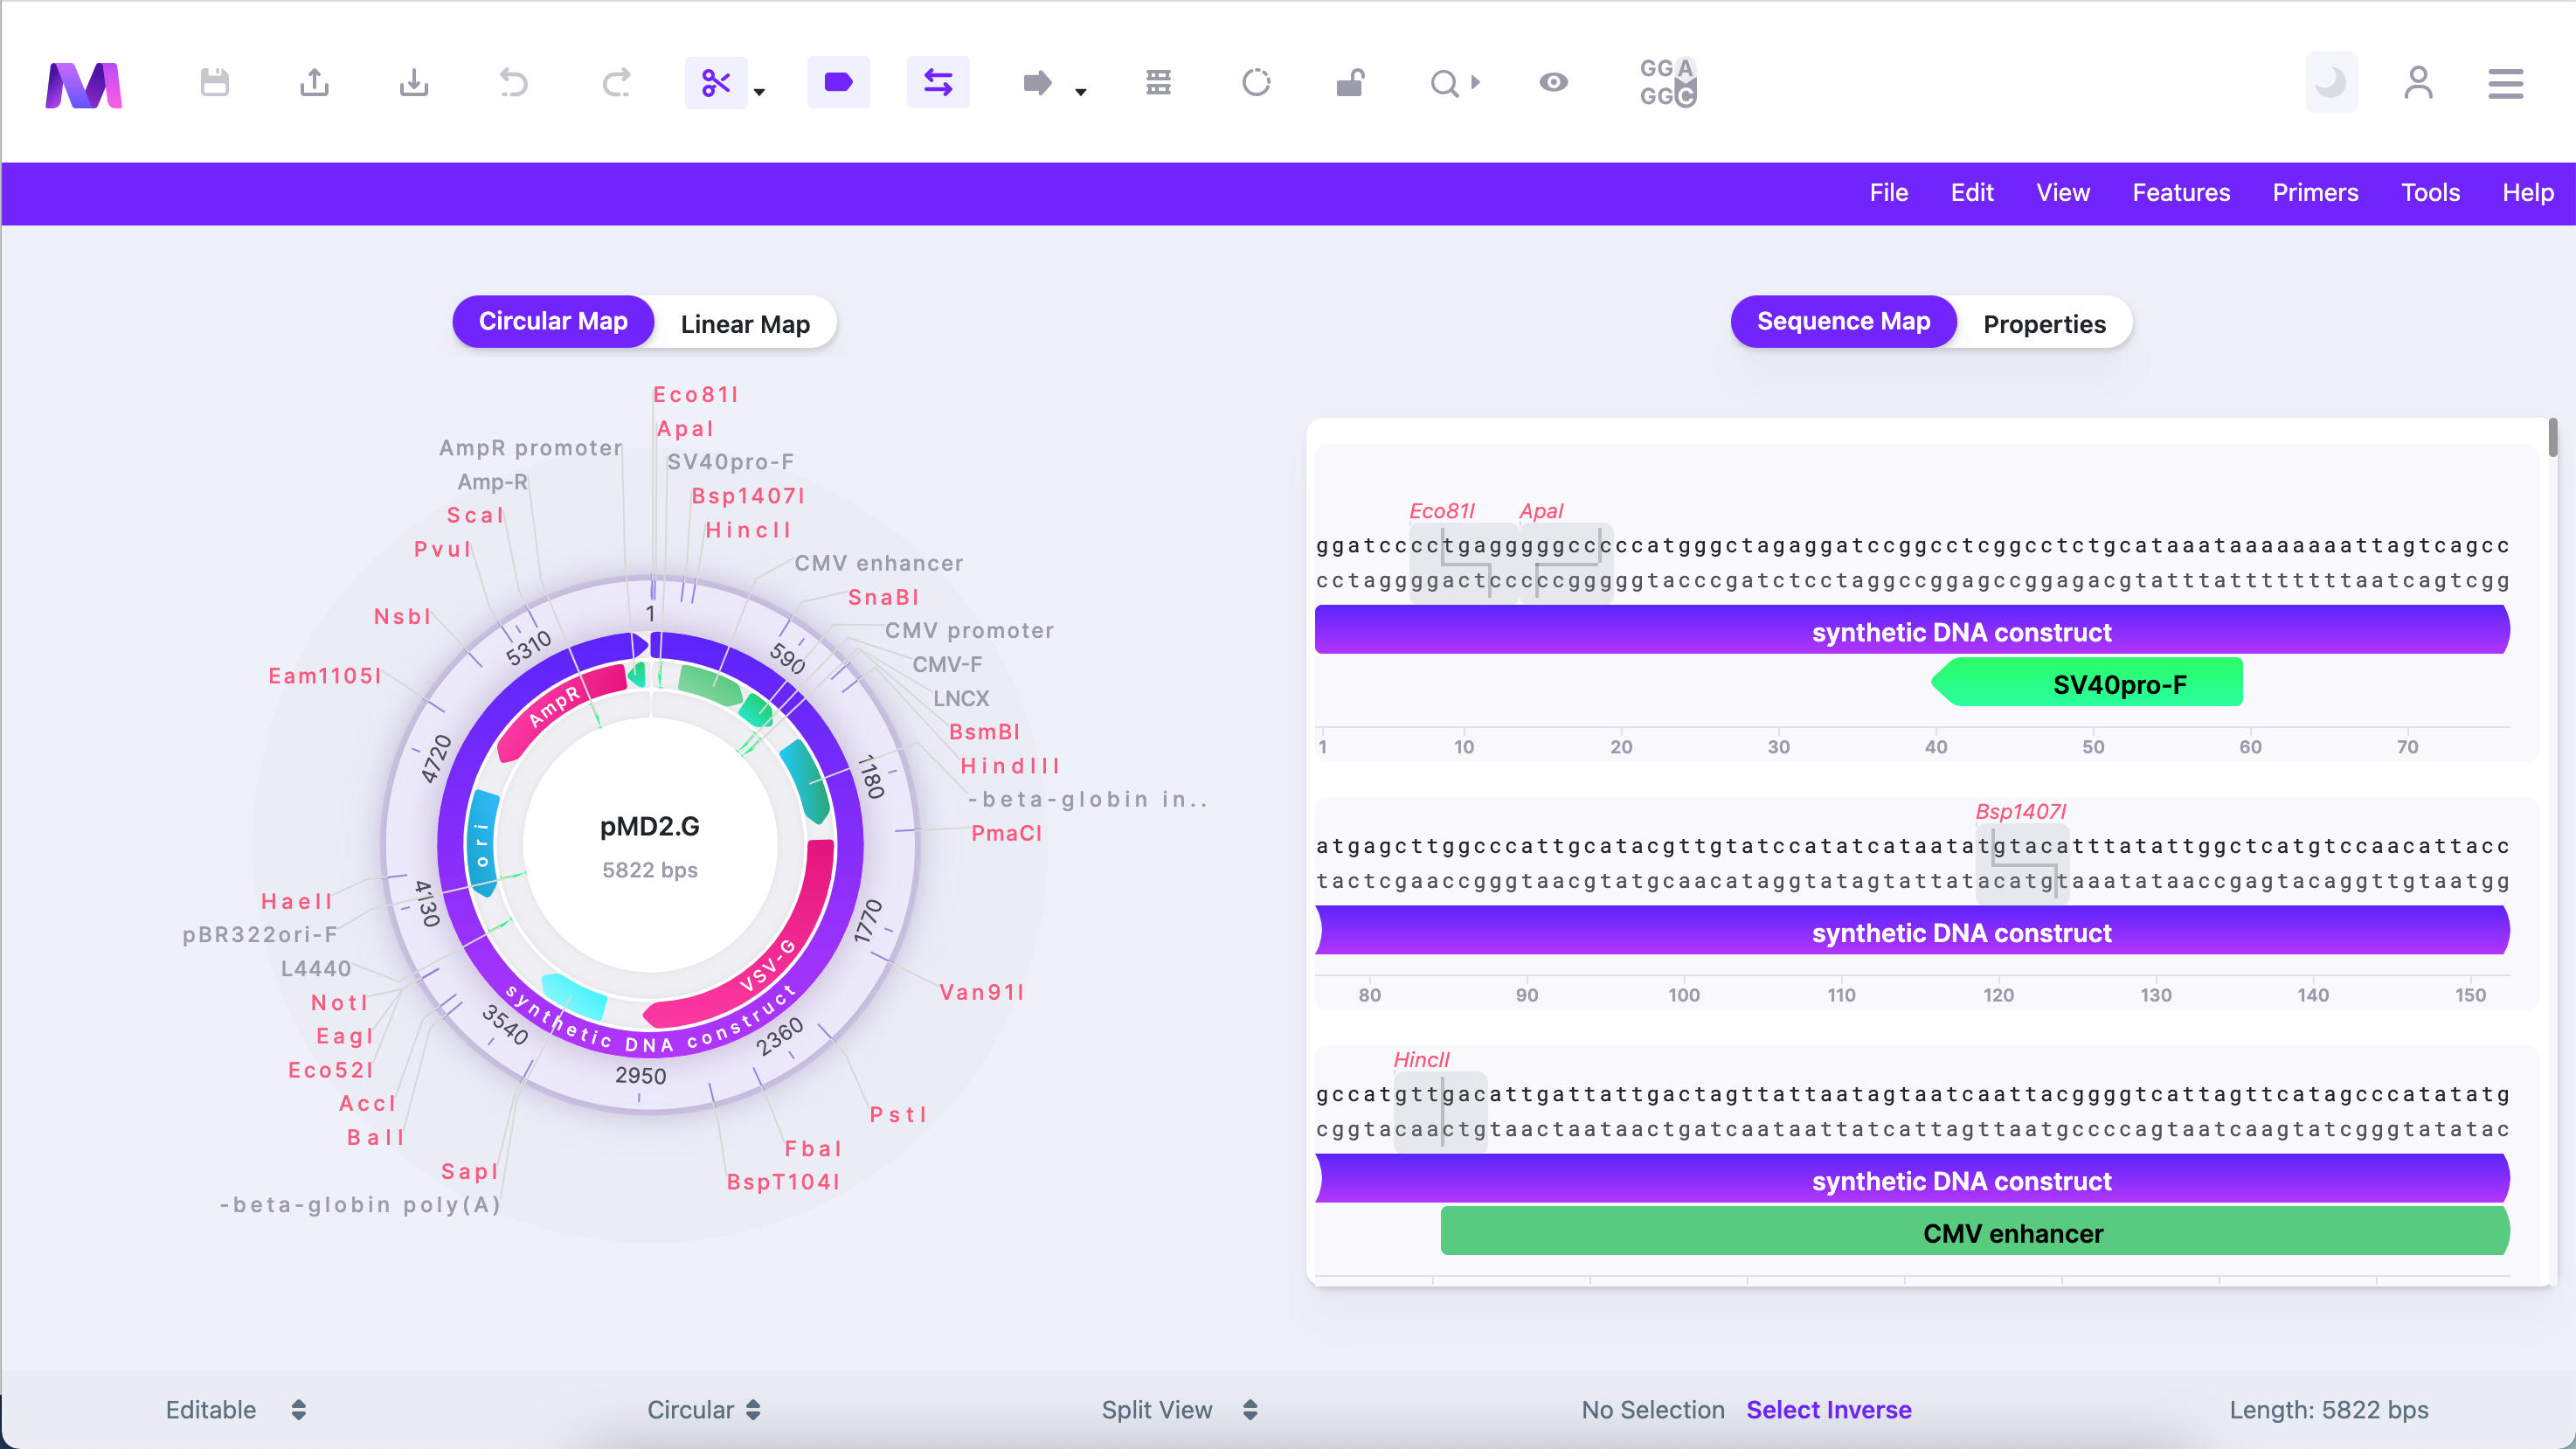 GGA
GGC
File Edit View Features Primers Tools Help
Circular Map Linear Map
Sequence Map Properties
Eco81I
ApaI
AmpR promoter
SV40pro-F
Amp-R
Bsp1407I
ScaI
HincII
PvuI
CMV enhancer
SnaBI
NsbI
CMV promoter
CMV-F
Eam1105I
LNCX
BsmBI
HindIII
-beta-globin in..
PmaCI
HaeII
pBR322ori-F
L4440
Van91I
NotI
EagI
Eco52I
AccI
PstI
BalI
FbaI
SapI
BspT104I
-beta-globin poly(A)
1
590
1180
1770
2360
2950
3540
4130
4720
5310
AmpR
ori
VSV-G
synthetic DNA construct
pMD2.G
5822 bps
Eco81I ApaI
ggatcccctgagggggcccccatgggctagaggatccggcctcggcctctgcataaataaaaaaaattagtcagcc
cctaggggactcccccgggggtacccgatctcctaggccggagccggagacgtatttatttttttaatcagtcgg
synthetic DNA construct
SV40pro-F
1 10 20 30 40 50 60 70
Bsp1407I
atgagcttggcccattgcatacgttgtatccatatcataatatgtacatttatattggctcatgtccaacattacc
tactcgaaccgggtaacgtatgcaacataggtatagtattatacatgtaaatataaccgagtacaggttgtaatgg
synthetic DNA construct
80 90 100 110 120 130 140 150
HincII
gccatgttgacattgattattgactagttattaatagtaatcaattacggggtcattagttcatagcccatatatg
cggtacaactgtaactaataactgatcaataattatcattagttaatgccccagtaatcaagtatcgggtatatac
synthetic DNA construct
CMV enhancer
Editable Circular Split View No Selection Select Inverse Length: 5822 bps